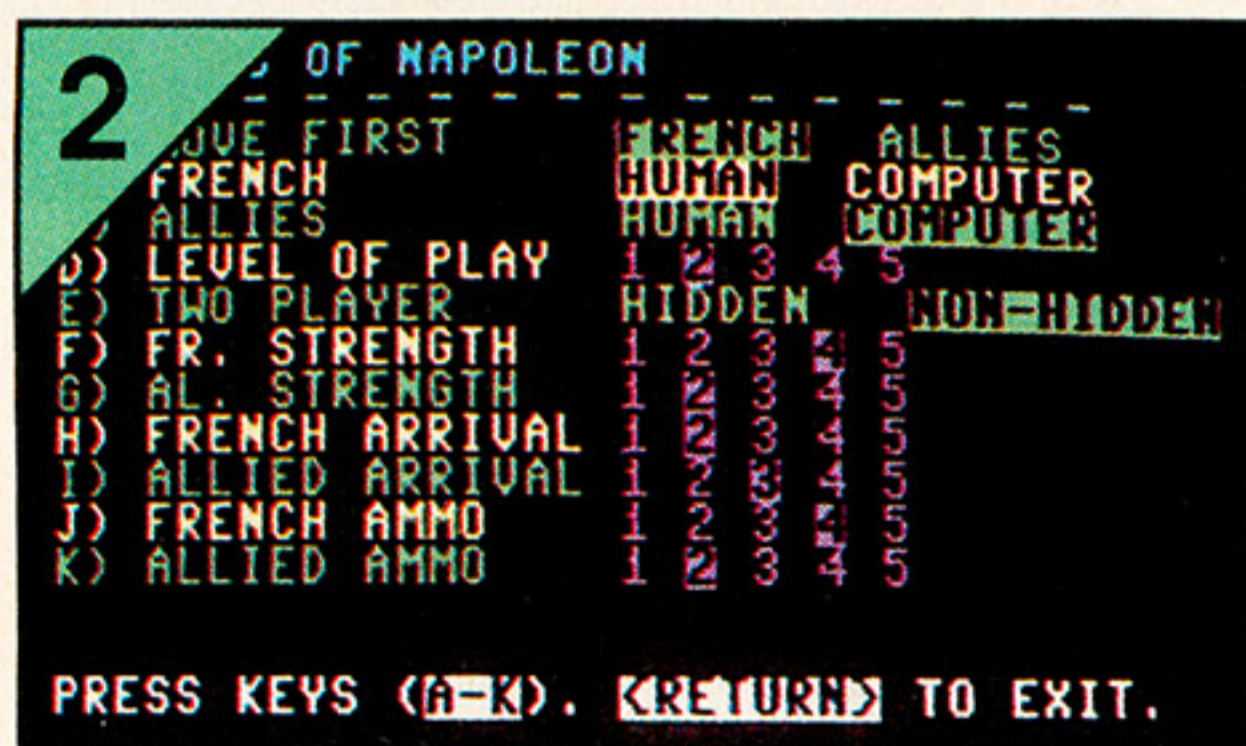 2
OF NAPOLEON
- - - - - - - - - - - - - -
OVE FIRST FRENCH ALLIES
FRENCH HUMAN COMPUTER
) ALLIES HUMAN COMPUTER
D) LEVEL OF PLAY 1 2 3 4 5
E) TWO PLAYER HIDDEN NON-HIDDEN
F) FR. STRENGTH 1 2 3 4 5
G) AL. STRENGTH 1 2 3 4 5
H) FRENCH ARRIVAL 1 2 3 4 5
I) ALLIED ARRIVAL 1 2 3 4 5
J) FRENCH AMMO 1 2 3 4 5
K) ALLIED AMMO 1 2 3 4 5
PRESS KEYS (A-K). <RETURN> TO EXIT.